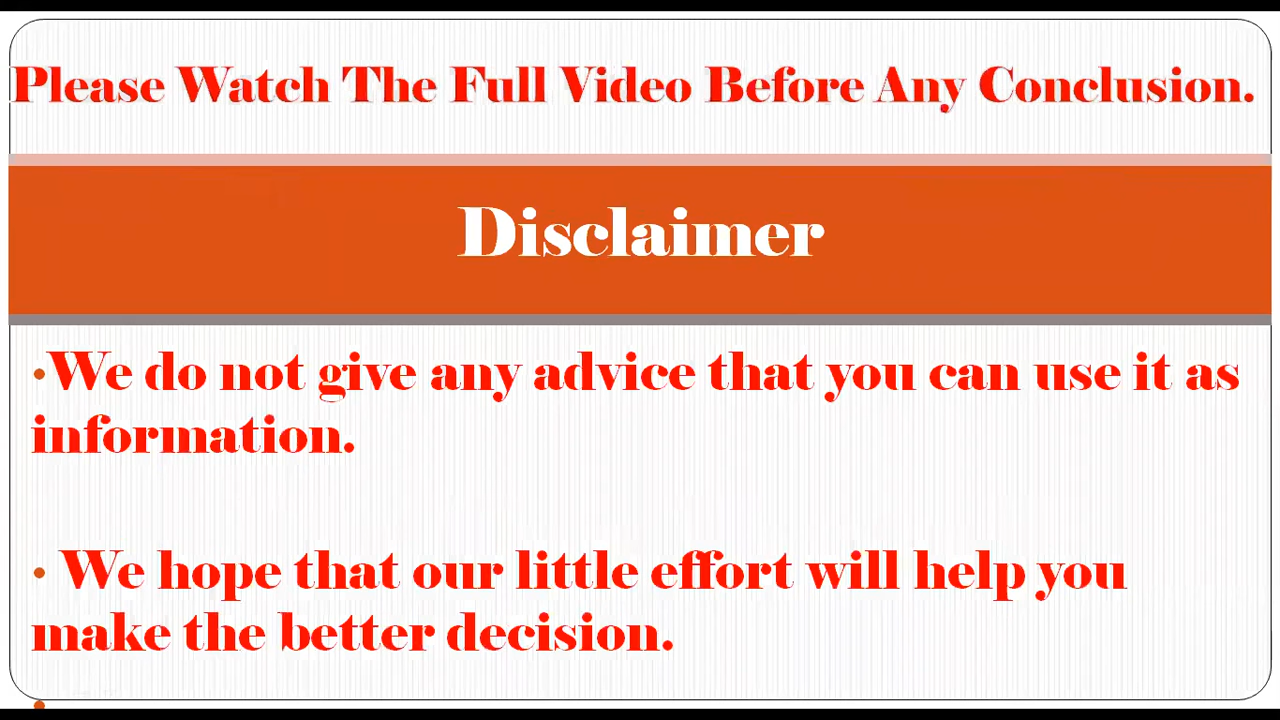 Please Watch The Full Video Before Any Conclusion.
Disclaimer
•We do not give any advice that you can use it as
information.
• We hope that our little effort will help you
make the better decision.
•